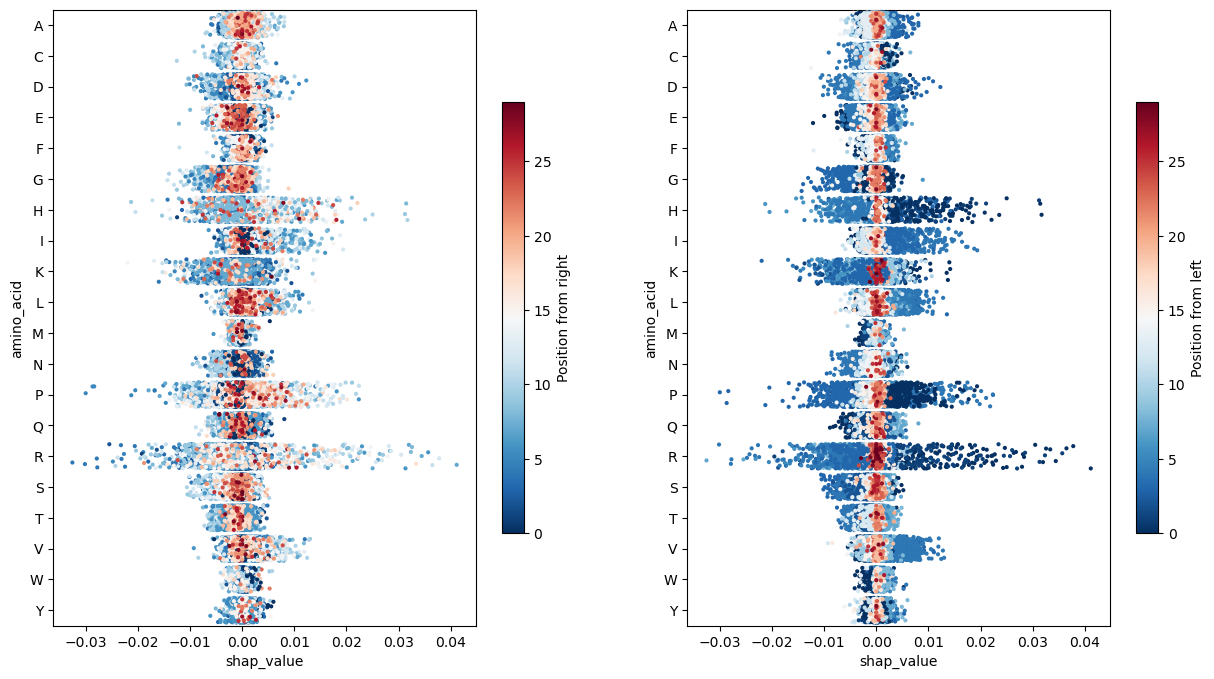 A
C
D
E
F
G
H
I
K
L
M
N
P
Q
R
S
T
V
W
Y
amino_acid
−0.03 −0.02 −0.01 0.00 0.01 0.02 0.03 0.04
shap_value
25
20
15
10
5
0
Position from right
A
C
D
E
F
G
H
I
K
L
M
N
P
Q
R
S
T
V
W
Y
amino_acid
−0.03 −0.02 −0.01 0.00 0.01 0.02 0.03 0.04
shap_value
25
20
15
10
5
0
Position from left